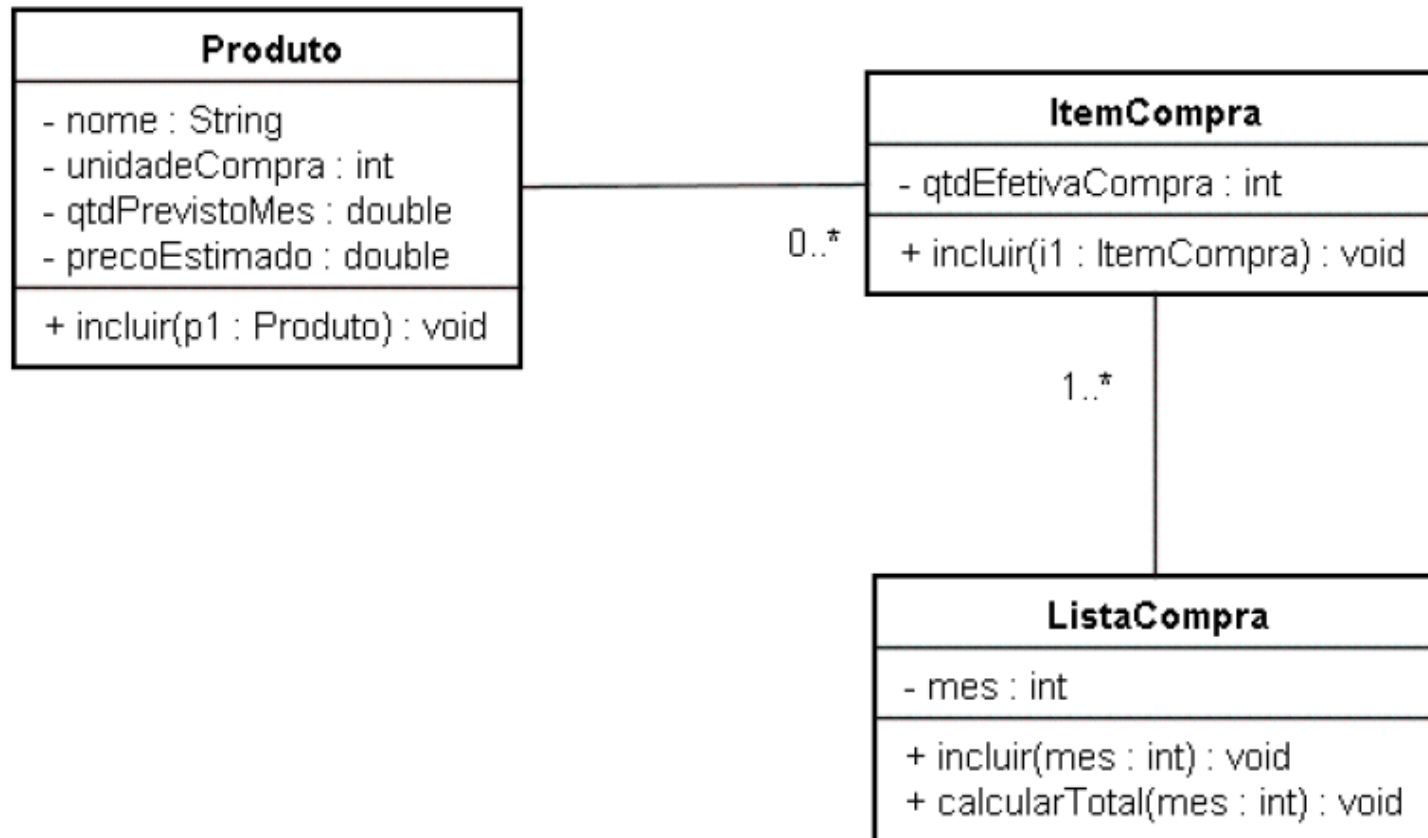 Produto
- nome : String
- unidadeCompra : int
- qtdPrevistoMes : double
- precoEstimado : double
+ incluir(p1 : Produto) : void
0..*
ItemCompra
- qtdEfetivaCompra : int
+ incluir(i1 : ItemCompra) : void
1..*
ListaCompra
- mes : int
+ incluir(mes : int) : void
+ calcularTotal(mes : int) : void